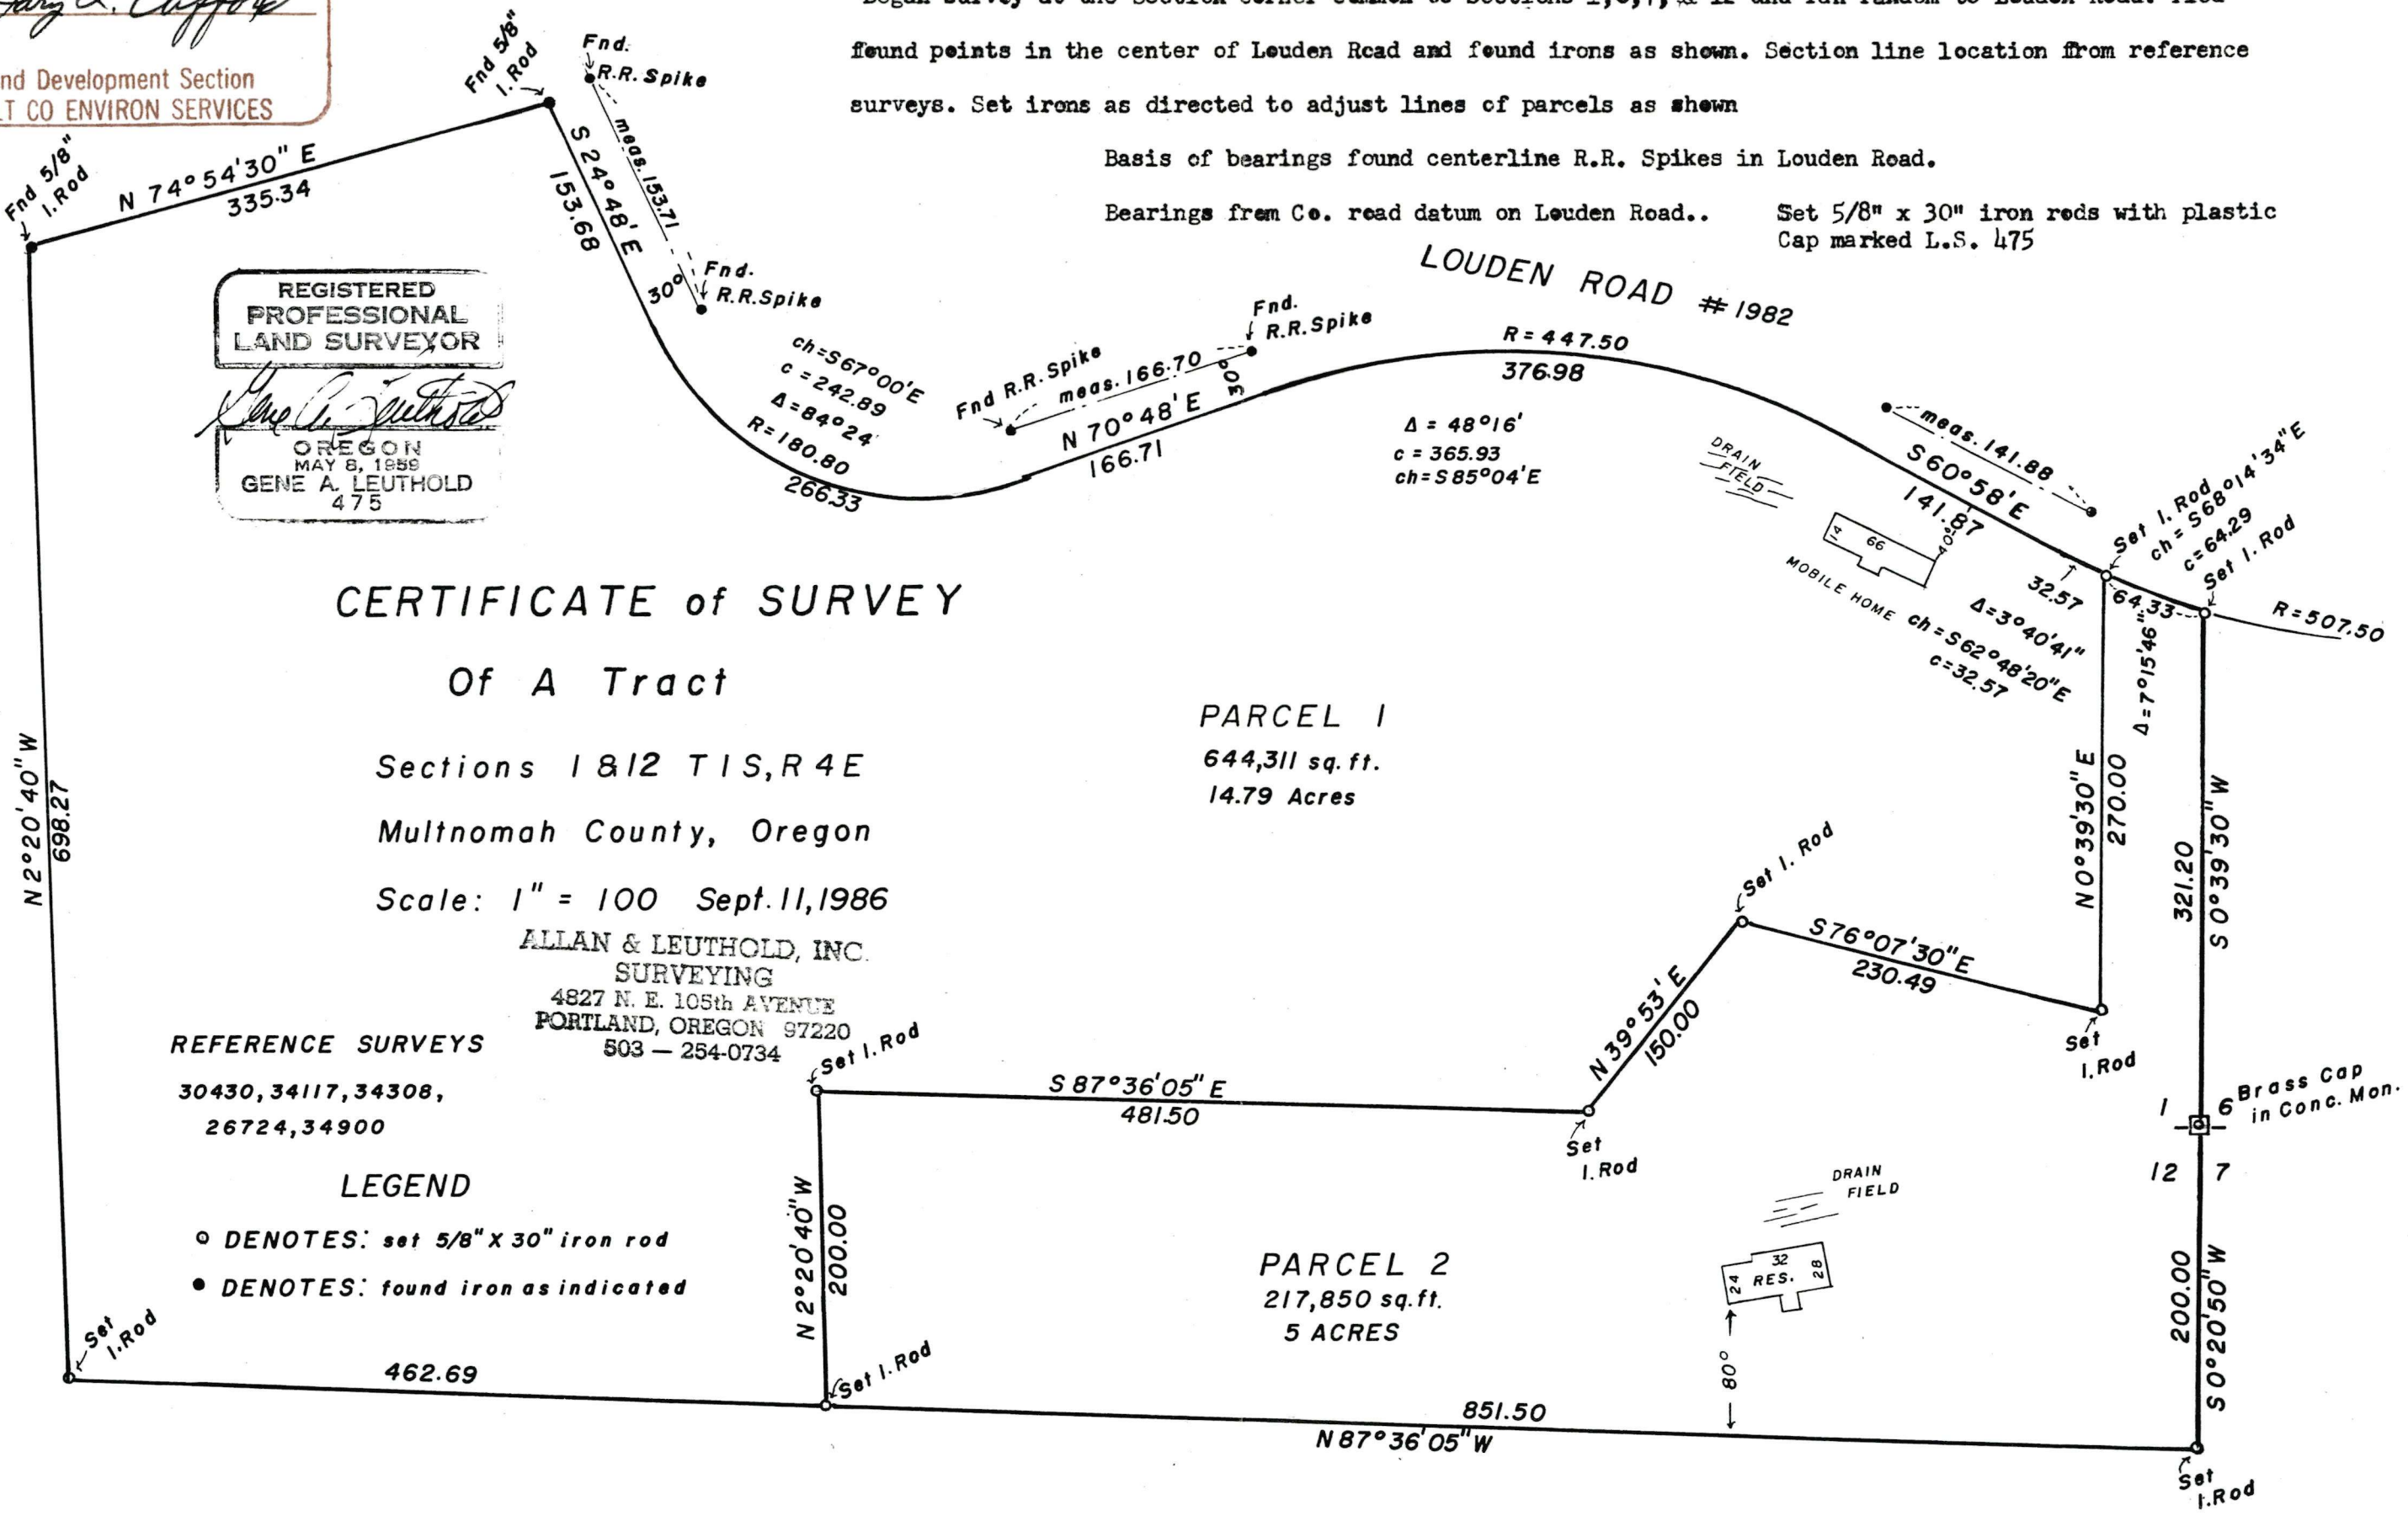 nd Development Section
LT CO ENVIRON SERVICES
found points in the center of Louden Road and found irons as shown. Section line location from reference
surveys. Set irons as directed to adjust lines of parcels as shown
Basis of bearings found centerline R.R. Spikes in Louden Road.
Bearings from Co. road datum on Louden Road..
Set 5/8" x 30" iron rods with plastic
Cap marked L.S. 475
Fnd 5/8"
I. Rod
N 74°54'30" E
335.34
Fnd 5/8"
I. Rod
Fnd.
R.R. Spike
S 24°48' E
153.68
meas. 153.71
30°
Fnd.
R.R. Spike
REGISTERED
PROFESSIONAL
LAND SURVEYOR
Gene A. Leuthold
OREGON
MAY 8, 1959
GENE A. LEUTHOLD
475
ch=S67°00'E
c = 242.89
Δ=84°24'
R=180.80
266.33
Fnd R.R. Spike
meas. 166.70
Fnd.
R.R. Spike
N 70°48' E
166.71
30°
LOUDEN ROAD #1982
R=447.50
376.98
Δ = 48°16'
c = 365.93
ch=S85°04'E
meas. 141.88
S 60°58' E
141.87
DRAIN
FIELD
14
66
40°
MOBILE HOME
32.57
Δ=3°40'41"
ch=S62°48'20"E
c=32.57
Set I. Rod
ch = S68°14'34"E
c=64.29
Set I. Rod
64.33
R=507.50
Δ=7°15'46"
CERTIFICATE of SURVEY
Of A Tract
Sections 1 & 12 T1S, R4E
Multnomah County, Oregon
Scale: 1" = 100 Sept. 11, 1986
ALLAN & LEUTHOLD, INC.
SURVEYING
4827 N. E. 105th AVENUE
PORTLAND, OREGON 97220
503 — 254-0734
N 2°20'40" W
698.27
PARCEL 1
644,311 sq. ft.
14.79 Acres
N 0°39'30" E
270.00
321.20
S 0°39'30" W
Set I. Rod
S 76°07'30" E
230.49
N 39°53' E
150.00
Set
I. Rod
REFERENCE SURVEYS
30430, 34117, 34308,
26724, 34900
Set I. Rod
S 87°36'05" E
481.50
Set
I. Rod
1
6
12
7
Brass Cap
in Conc. Mon.
LEGEND
DENOTES: set 5/8" X 30" iron rod
DENOTES: found iron as indicated
N 2°20'40" W
200.00
DRAIN
FIELD
24
32
RES.
28
80°
PARCEL 2
217,850 sq. ft.
5 ACRES
200.00
S 0°20'50" W
Set
I. Rod
462.69
Set I. Rod
851.50
N 87°36'05" W
Set
I. Rod